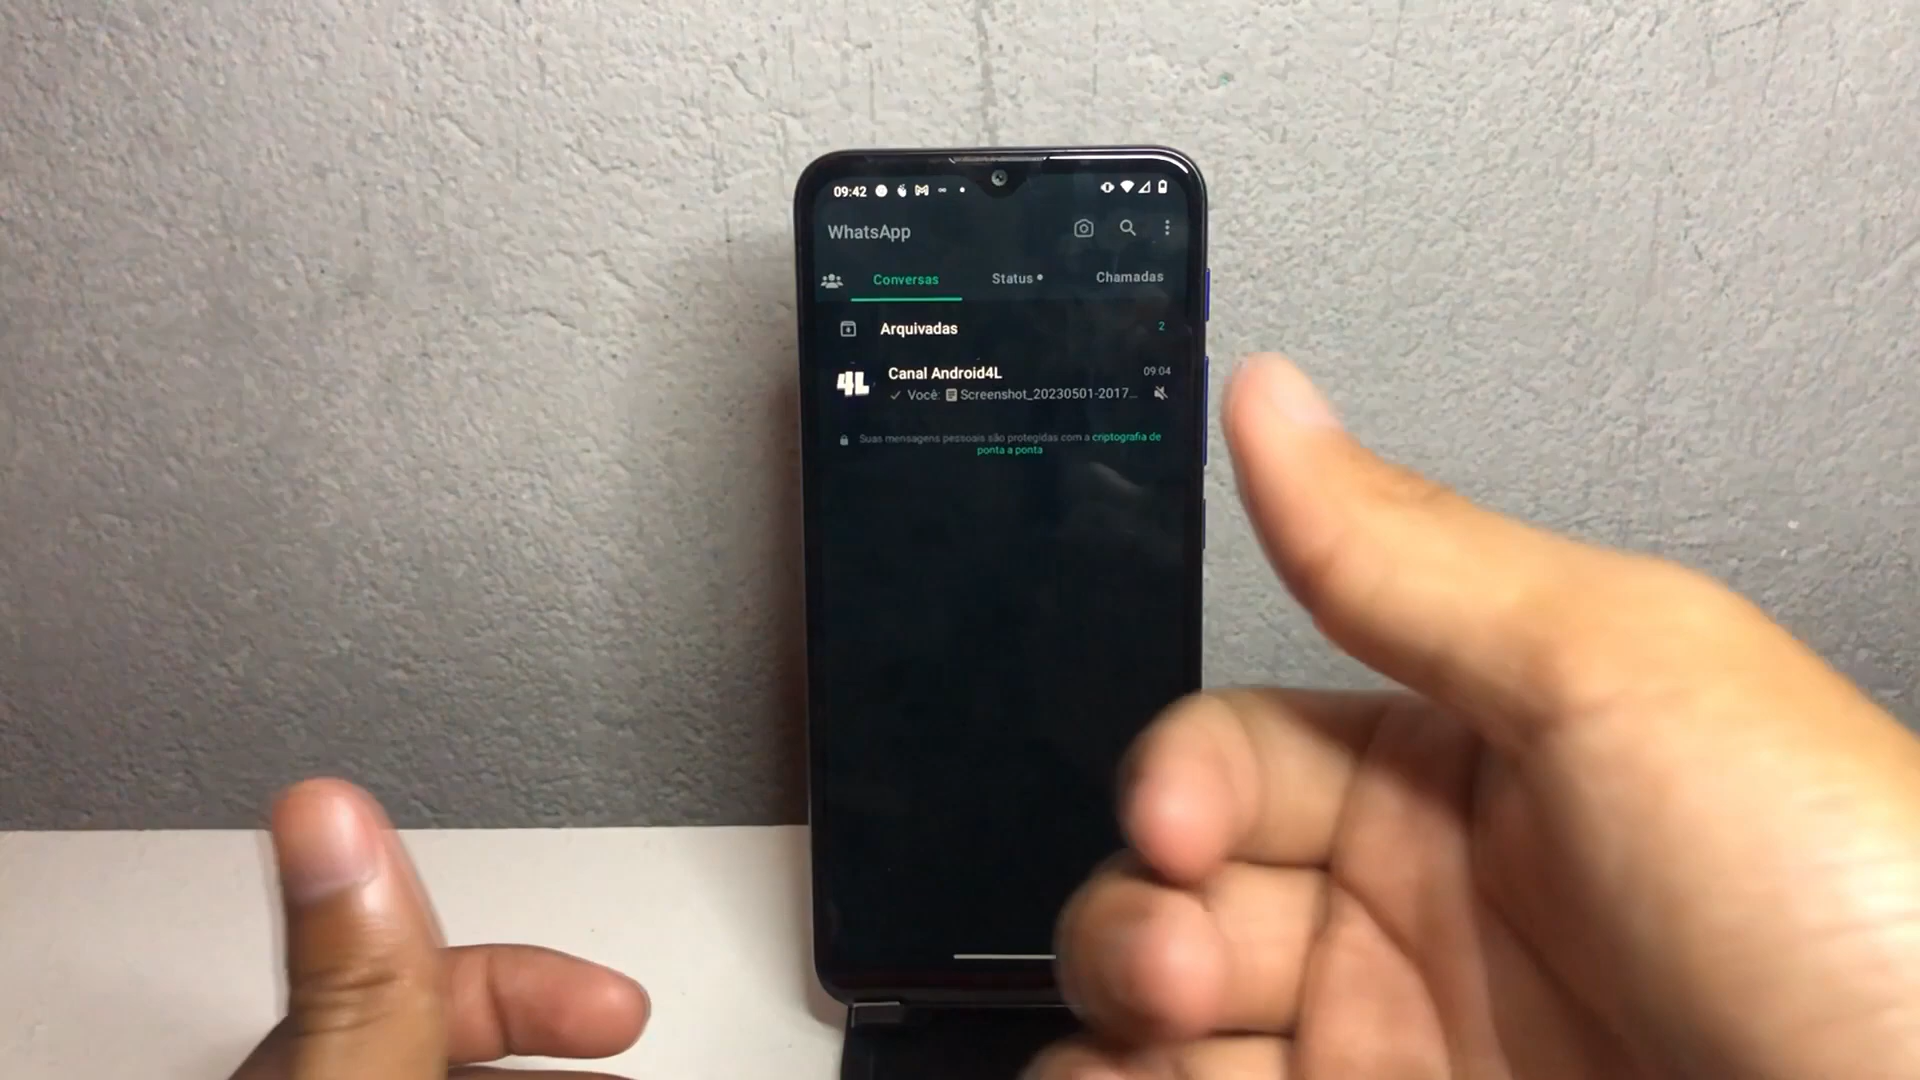 09:42
WhatsApp
Conversas
Status
Chamadas
Arquivadas
2
4L
Canal Android4L
09:04
Você: Screenshot_20230501-2017...
Suas mensagens pessoais são protegidas com a criptografia de
ponta a ponta